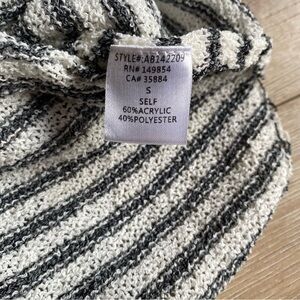 STYLE#:AB142209
RN# 149854
CA# 35884
S
SELF
60%ACRYLIC
40%POLYESTER